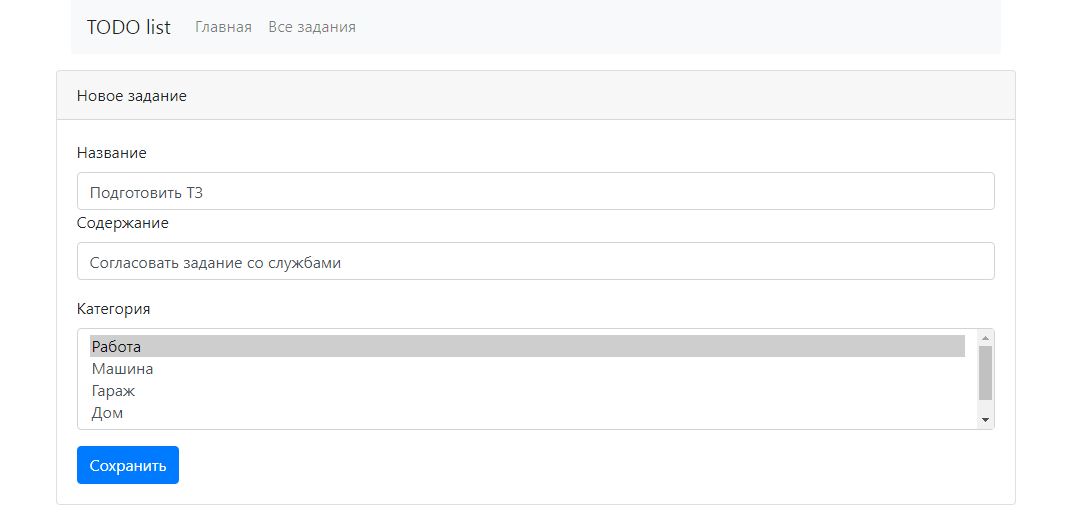 TODO list Главная Все задания
Новое задание
Название
Подготовить ТЗ
Содержание
Согласовать задание со службами
Категория
Работа
Машина
Гараж
Дом
Сохранить